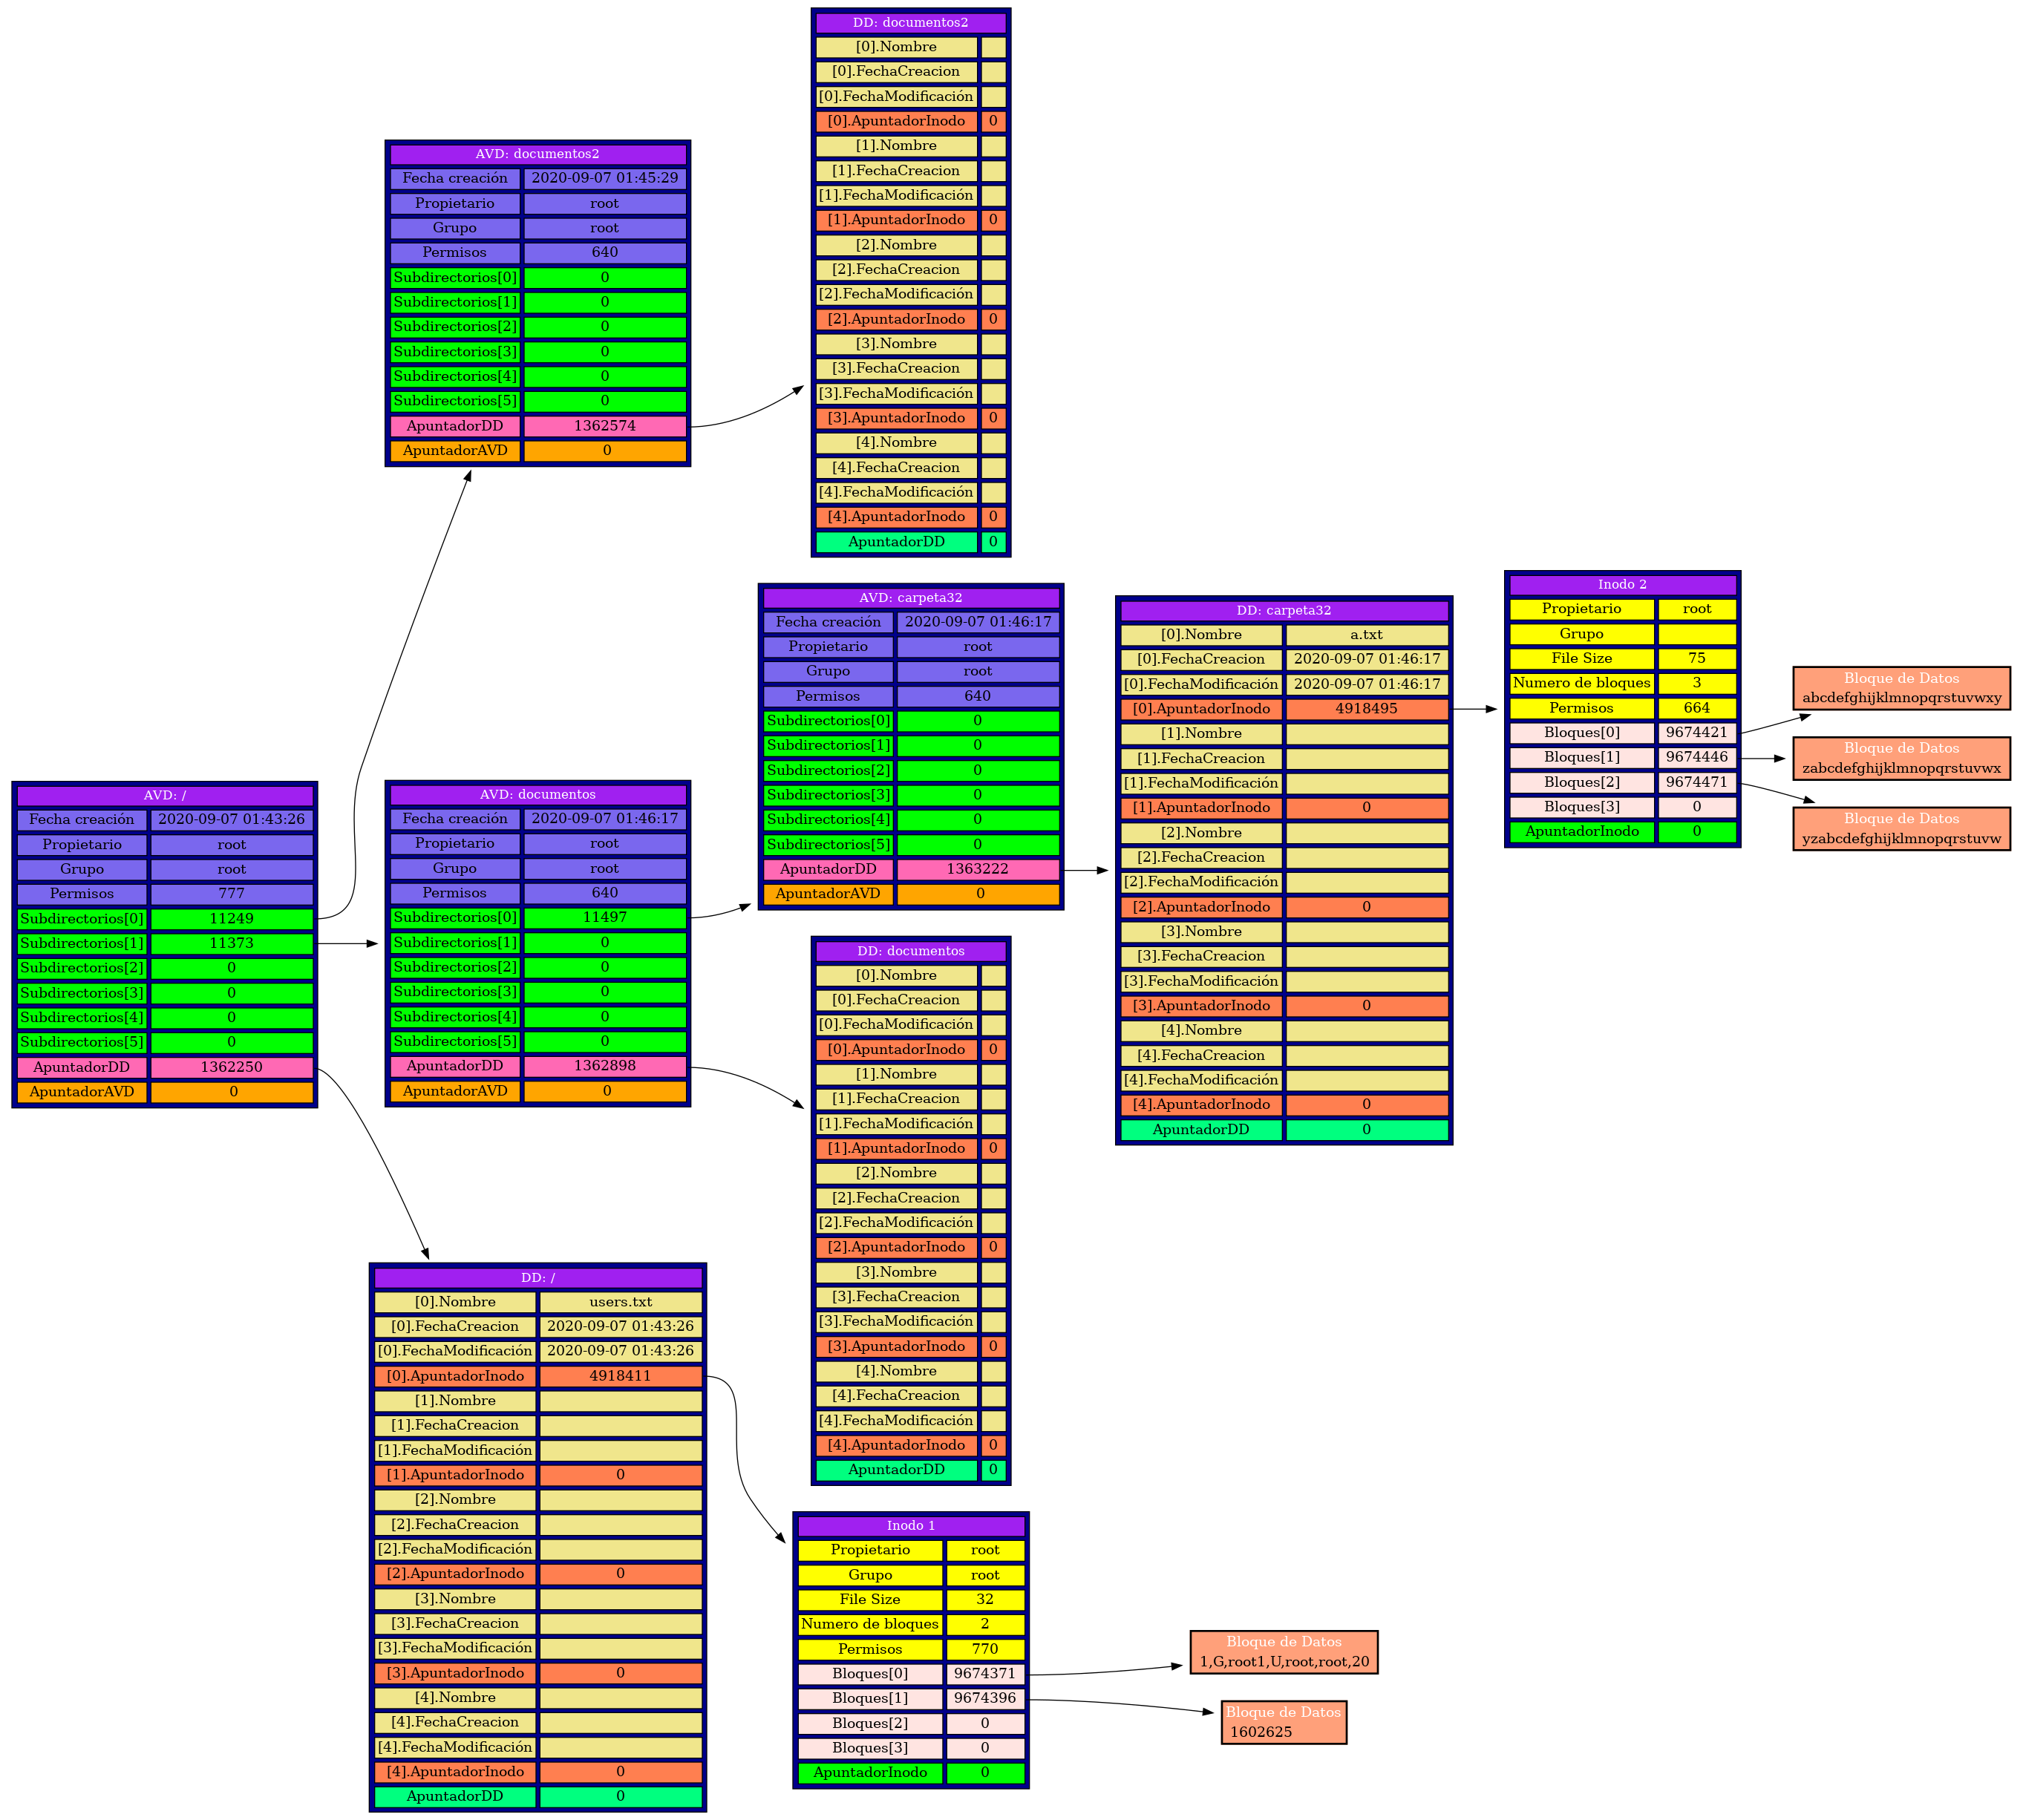 DD: documentos2
[0].Nombre
[0].FechaCreacion
[0].FechaModificación
[0].ApuntadorInodo 0
[1].Nombre
[1].FechaCreacion
[1].FechaModificación
[1].ApuntadorInodo 0
[2].Nombre
[2].FechaCreacion
[2].FechaModificación
[2].ApuntadorInodo 0
[3].Nombre
[3].FechaCreacion
[3].FechaModificación
[3].ApuntadorInodo 0
[4].Nombre
[4].FechaCreacion
[4].FechaModificación
[4].ApuntadorInodo 0
ApuntadorDD 0
AVD: documentos2
Fecha creación 2020-09-07 01:45:29
Propietario root
Grupo root
Permisos 640
Subdirectorios[0] 0
Subdirectorios[1] 0
Subdirectorios[2] 0
Subdirectorios[3] 0
Subdirectorios[4] 0
Subdirectorios[5] 0
ApuntadorDD 1362574
ApuntadorAVD 0
AVD: /
Fecha creación 2020-09-07 01:43:26
Propietario root
Grupo root
Permisos 777
Subdirectorios[0] 11249
Subdirectorios[1] 11373
Subdirectorios[2] 0
Subdirectorios[3] 0
Subdirectorios[4] 0
Subdirectorios[5] 0
ApuntadorDD 1362250
ApuntadorAVD 0
AVD: documentos
Fecha creación 2020-09-07 01:46:17
Propietario root
Grupo root
Permisos 640
Subdirectorios[0] 11497
Subdirectorios[1] 0
Subdirectorios[2] 0
Subdirectorios[3] 0
Subdirectorios[4] 0
Subdirectorios[5] 0
ApuntadorDD 1362898
ApuntadorAVD 0
AVD: carpeta32
Fecha creación 2020-09-07 01:46:17
Propietario root
Grupo root
Permisos 640
Subdirectorios[0] 0
Subdirectorios[1] 0
Subdirectorios[2] 0
Subdirectorios[3] 0
Subdirectorios[4] 0
Subdirectorios[5] 0
ApuntadorDD 1363222
ApuntadorAVD 0
DD: carpeta32
[0].Nombre a.txt
[0].FechaCreacion 2020-09-07 01:46:17
[0].FechaModificación 2020-09-07 01:46:17
[0].ApuntadorInodo 4918495
[1].Nombre
[1].FechaCreacion
[1].FechaModificación
[1].ApuntadorInodo 0
[2].Nombre
[2].FechaCreacion
[2].FechaModificación
[2].ApuntadorInodo 0
[3].Nombre
[3].FechaCreacion
[3].FechaModificación
[3].ApuntadorInodo 0
[4].Nombre
[4].FechaCreacion
[4].FechaModificación
[4].ApuntadorInodo 0
ApuntadorDD 0
Inodo 2
Propietario root
Grupo
File Size 75
Numero de bloques 3
Permisos 664
Bloques[0] 9674421
Bloques[1] 9674446
Bloques[2] 9674471
Bloques[3] 0
ApuntadorInodo 0
Bloque de Datos
abcdefghijklmnopqrstuvwxy
Bloque de Datos
zabcdefghijklmnopqrstuvwx
Bloque de Datos
yzabcdefghijklmnopqrstuvw
DD: documentos
[0].Nombre
[0].FechaCreacion
[0].FechaModificación
[0].ApuntadorInodo 0
[1].Nombre
[1].FechaCreacion
[1].FechaModificación
[1].ApuntadorInodo 0
[2].Nombre
[2].FechaCreacion
[2].FechaModificación
[2].ApuntadorInodo 0
[3].Nombre
[3].FechaCreacion
[3].FechaModificación
[3].ApuntadorInodo 0
[4].Nombre
[4].FechaCreacion
[4].FechaModificación
[4].ApuntadorInodo 0
ApuntadorDD 0
DD: /
[0].Nombre users.txt
[0].FechaCreacion 2020-09-07 01:43:26
[0].FechaModificación 2020-09-07 01:43:26
[0].ApuntadorInodo 4918411
[1].Nombre
[1].FechaCreacion
[1].FechaModificación
[1].ApuntadorInodo 0
[2].Nombre
[2].FechaCreacion
[2].FechaModificación
[2].ApuntadorInodo 0
[3].Nombre
[3].FechaCreacion
[3].FechaModificación
[3].ApuntadorInodo 0
[4].Nombre
[4].FechaCreacion
[4].FechaModificación
[4].ApuntadorInodo 0
ApuntadorDD 0
Inodo 1
Propietario root
Grupo root
File Size 32
Numero de bloques 2
Permisos 770
Bloques[0] 9674371
Bloques[1] 9674396
Bloques[2] 0
Bloques[3] 0
ApuntadorInodo 0
Bloque de Datos
1,G,root1,U,root,root,20
Bloque de Datos
1602625